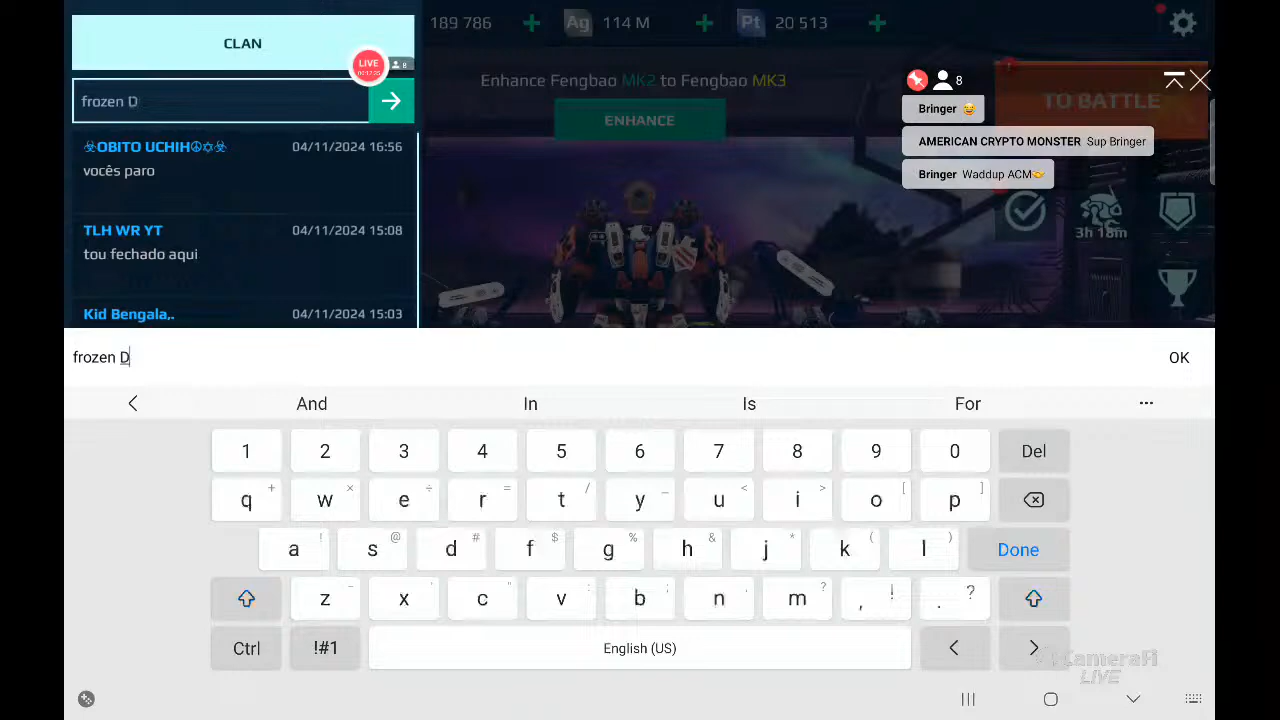 CLAN
LIVE
8
frozen D
☣OBITO UCHIH☮✡☣ 04/11/2024 16:56
vocês paro
TLH WR YT 04/11/2024 15:08
tou fechado aqui
Kid Bengala,. 04/11/2024 15:03
189 786 + Ag 114 M + Pt 20 513 +
Enhance Fengbao MK2 to Fengbao MK3
ENHANCE
8
TO BATTLE
Bringer 😅
AMERICAN CRYPTO MONSTER Sup Bringer
Bringer Waddup ACM🤝
3h 18m
frozen D OK
And In Is For ...
1 2 3 4 5 6 7 8 9 0 Del
q + w × e ÷ r = t / y _ u < i > o [ p ]
a ! s @ d # f $ g % h & j * k ( l ) Done
z - x ' c " v : b ; n , m ? , ! . ?
Ctrl !#1 English (US) < >
CameraFi
LIVE